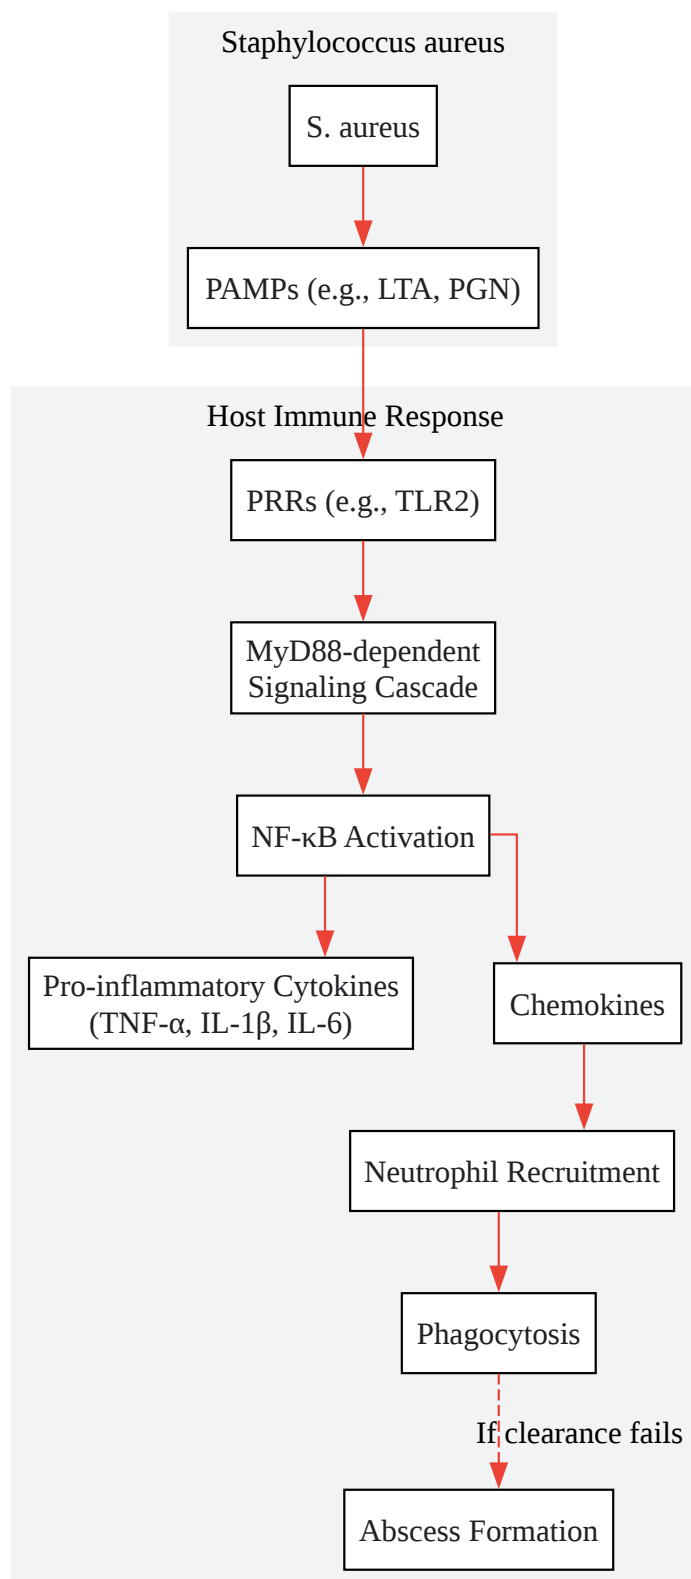 Staphylococcus aureus
S. aureus
PAMPs (e.g., LTA, PGN)
Host Immune Response
PRRs (e.g., TLR2)
MyD88-dependent
Signaling Cascade
NF-κB Activation
Pro-inflammatory Cytokines
(TNF-α, IL-1β, IL-6)
Chemokines
Neutrophil Recruitment
Phagocytosis
If clearance fails
Abscess Formation